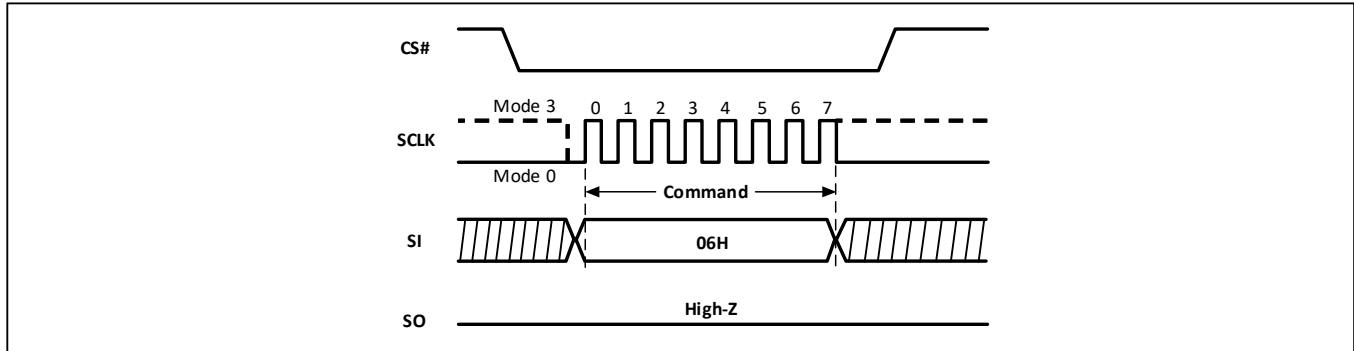 CS#
Mode 3
0 1 2 3 4 5 6 7
SCLK
Mode 0
Command
SI
06H
High-Z
SO